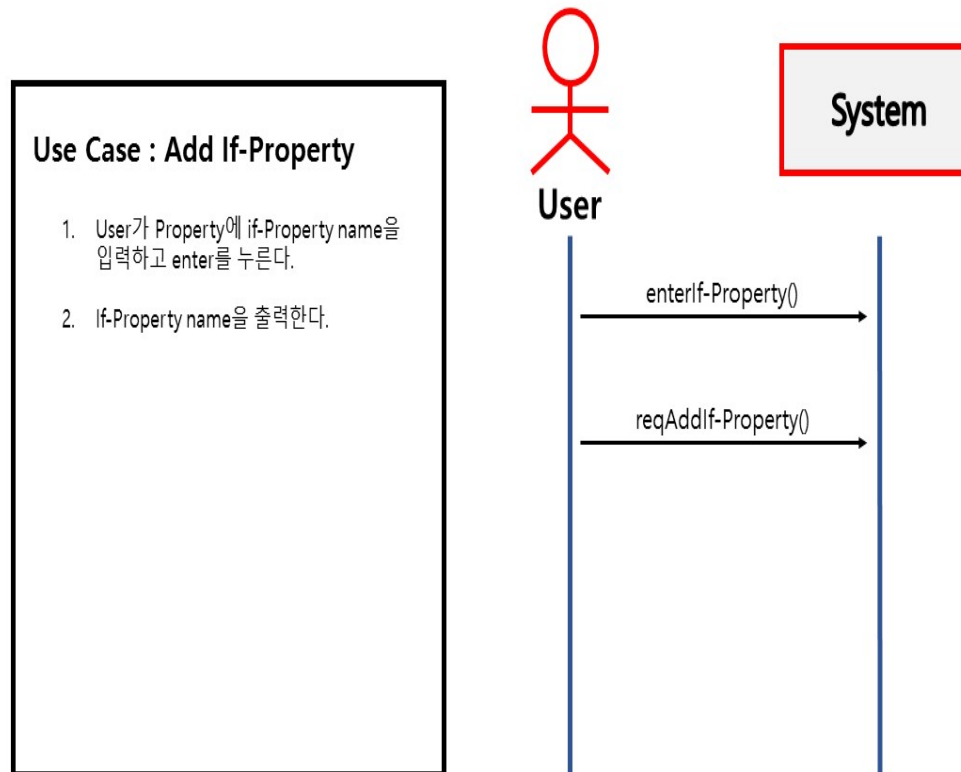 Use Case : Add If-Property
1. User가 Property에 if-Property name을
입력하고 enter를 누른다.
2. If-Property name을 출력한다.
User
System
enterIf-Property()
reqAddIf-Property()